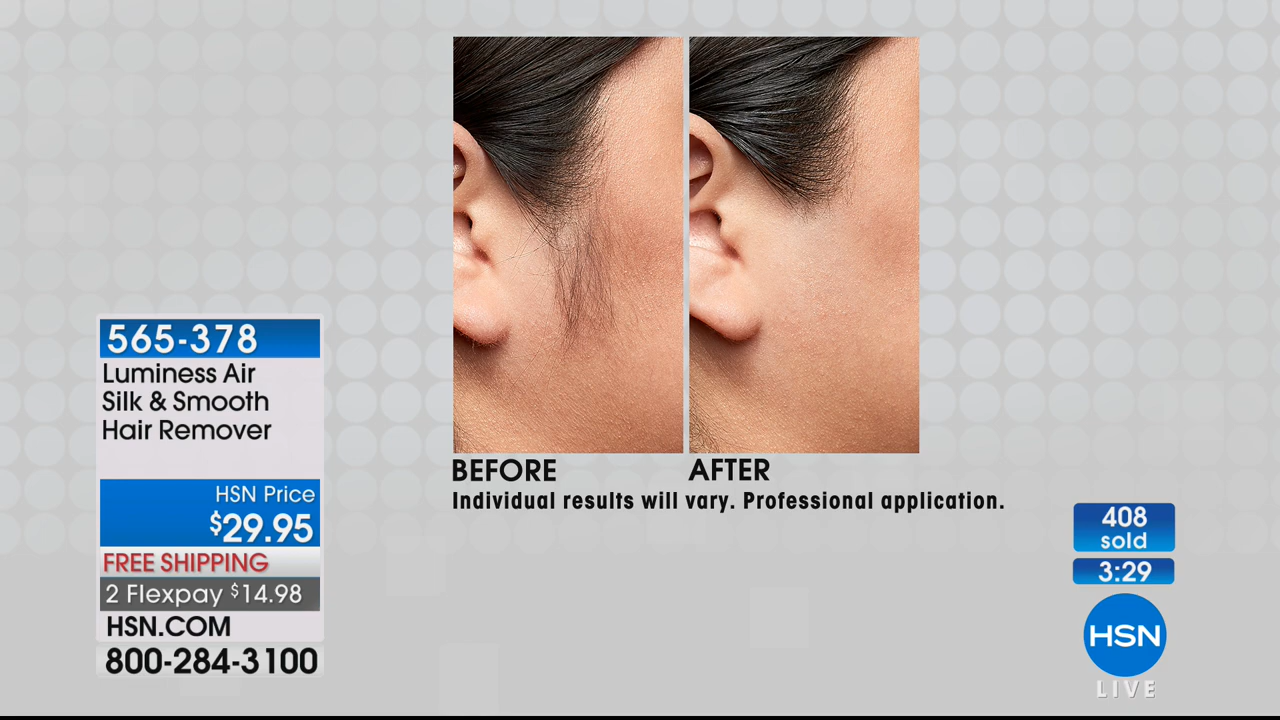 BEFORE
AFTER
Individual results will vary. Professional application.
565-378
Luminess Air
Silk & Smooth
Hair Remover
HSN Price
$29.95
FREE SHIPPING
2 Flexpay $14.98
HSN.COM
800-284-3100
408
sold
3:29
HSN
LIVE